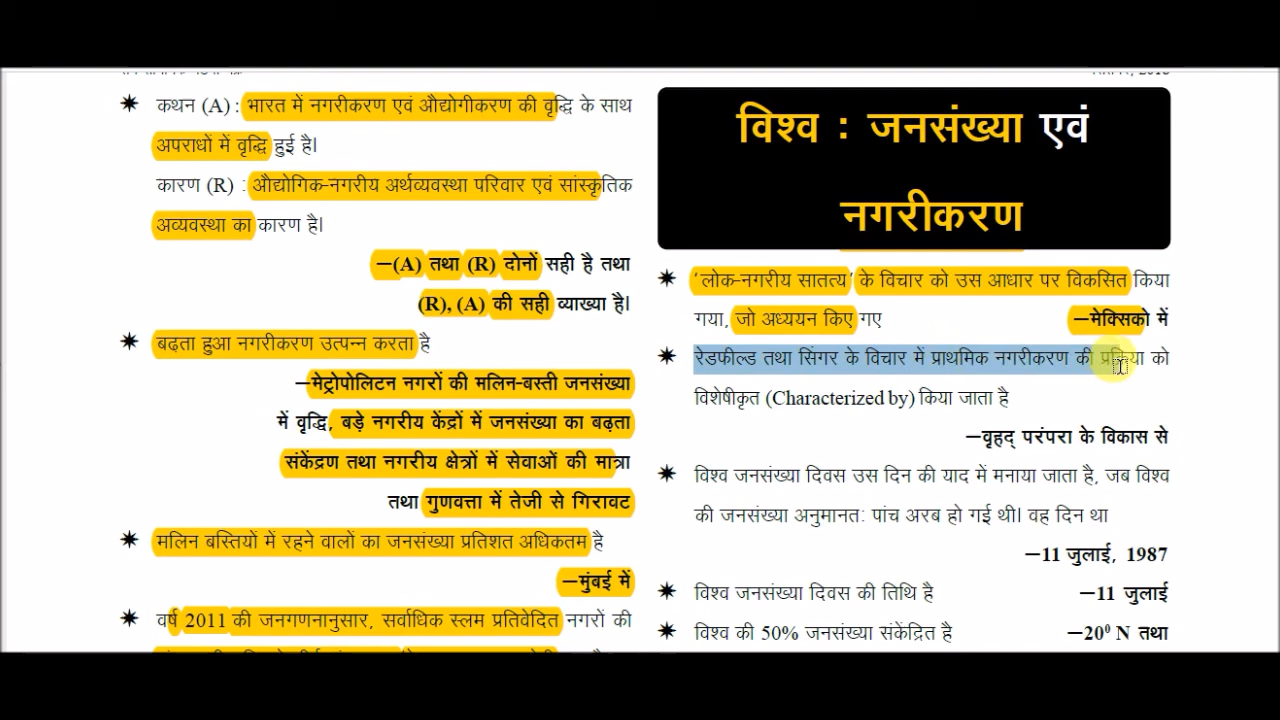 कथन (A) : भारत में नगरीकरण एवं औद्योगीकरण की वृद्धि के साथ
अपराधों में वृद्धि हुई है।
कारण (R) : औद्योगिक-नगरीय अर्थव्यवस्था परिवार एवं सांस्कृतिक
अव्यवस्था का कारण है।
–(A) तथा (R) दोनों सही है तथा
(R), (A) की सही व्याख्या है।
बढ़ता हुआ नगरीकरण उत्पन्न करता है
–मेट्रोपोलिटन नगरों की मलिन-बस्ती जनसंख्या
में वृद्धि, बड़े नगरीय केंद्रों में जनसंख्या का बढ़ता
संकेंद्रण तथा नगरीय क्षेत्रों में सेवाओं की मात्रा
तथा गुणवत्ता में तेजी से गिरावट
मलिन बस्तियों में रहने वालों का जनसंख्या प्रतिशत अधिकतम है
–मुंबई में
वर्ष 2011 की जनगणनानुसार, सर्वाधिक स्लम प्रतिवेदित नगरों की
विश्व : जनसंख्या एवं
नगरीकरण
'लोक-नगरीय सातत्य' के विचार को उस आधार पर विकसित किया
गया, जो अध्ययन किए गए –मेक्सिको में
रेडफील्ड तथा सिंगर के विचार में प्राथमिक नगरीकरण की प्रक्रिया को
विशेषीकृत (Characterized by) किया जाता है
–वृहद् परंपरा के विकास से
विश्व जनसंख्या दिवस उस दिन की याद में मनाया जाता है, जब विश्व
की जनसंख्या अनुमानत: पांच अरब हो गई थी। वह दिन था
–11 जुलाई, 1987
विश्व जनसंख्या दिवस की तिथि है –11 जुलाई
विश्व की 50% जनसंख्या संकेंद्रित है –20⁰ N तथा